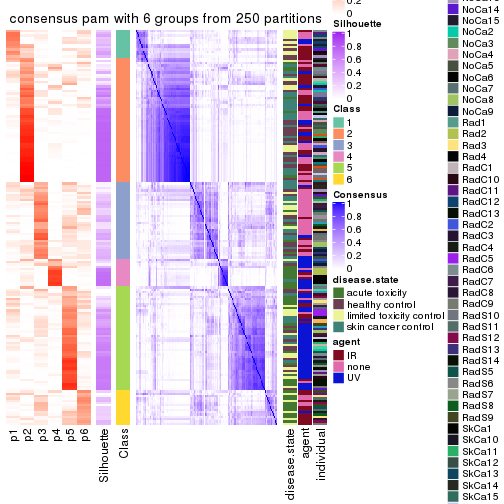 consensus pam with 6 groups from 250 partitions
p1
p2
p3
p4
p5
p6
Silhouette
Class
disease.state
agent
individual
0.2
0
Silhouette
1
0.8
0.6
0.4
0.2
0
Class
1
2
3
4
5
6
Consensus
1
0.8
0.6
0.4
0.2
0
disease.state
acute toxicity
healthy control
limited toxicity control
skin cancer control
agent
IR
none
UV
NoCa14
NoCa15
NoCa2
NoCa3
NoCa4
NoCa5
NoCa6
NoCa7
NoCa8
NoCa9
Rad1
Rad2
Rad3
Rad4
RadC1
RadC10
RadC11
RadC12
RadC13
RadC2
RadC3
RadC4
RadC5
RadC6
RadC7
RadC8
RadC9
RadS10
RadS11
RadS12
RadS13
RadS14
RadS5
RadS6
RadS7
RadS8
RadS9
SkCa1
SkCa10
SkCa11
SkCa12
SkCa13
SkCa14
SkCa15